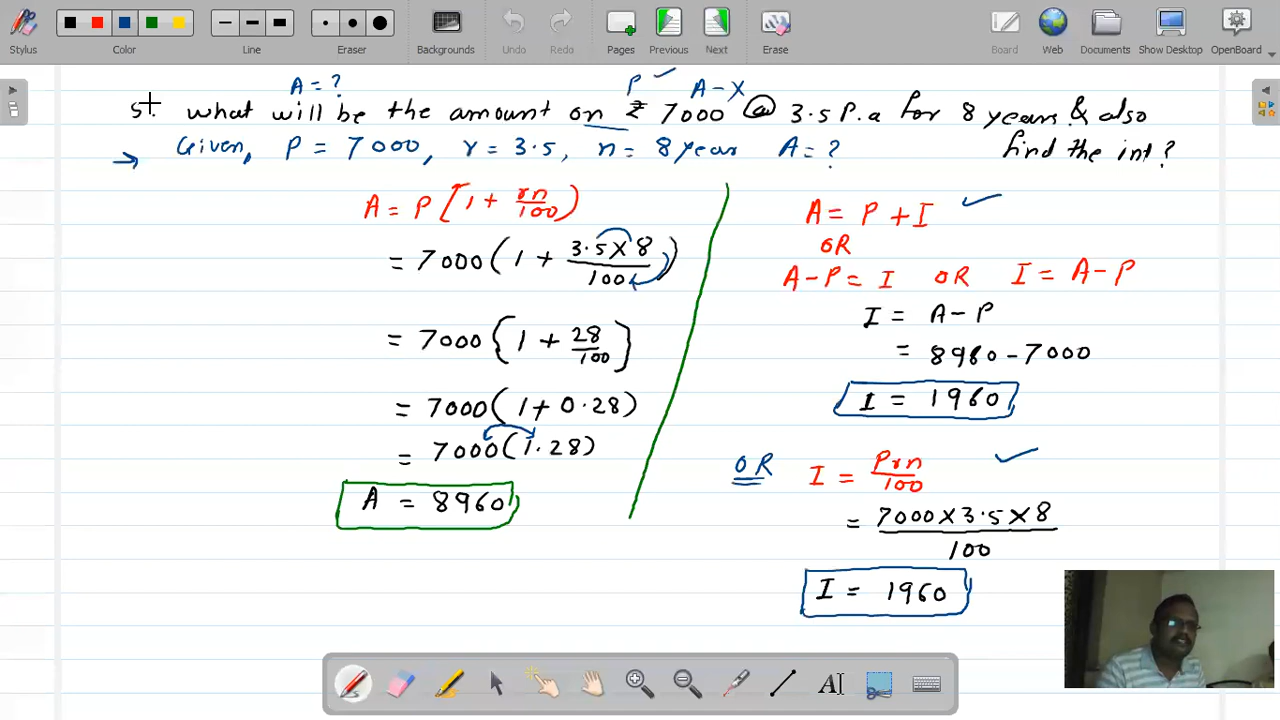 Stylus
Color
Line
Eraser
Backgrounds
Undo
Redo
Pages
Previous
Next
Erase
Board
Web
Documents
Show Desktop
OpenBoard
A = ?
P ✓ A - X
5. what will be the amount on ₹ 7000 @ 3.5 P.a for 8 years & also
find the int?
→ Given, P = 7000, r = 3.5, n = 8 year A = ?
A = P [1 + rn/100)
= 7000 (1 + 3.5 × 8/100)
= 7000 {1 + 28/100}
= 7000 (1 + 0.28)
= 7000 (1.28)
A = 8960
A = P + I ✓
OR
A - P = I OR I = A - P
I = A - P
= 8960 - 7000
I = 1960
OR I = Prn/100 ✓
= 7000 × 3.5 × 8/100
I = 1960